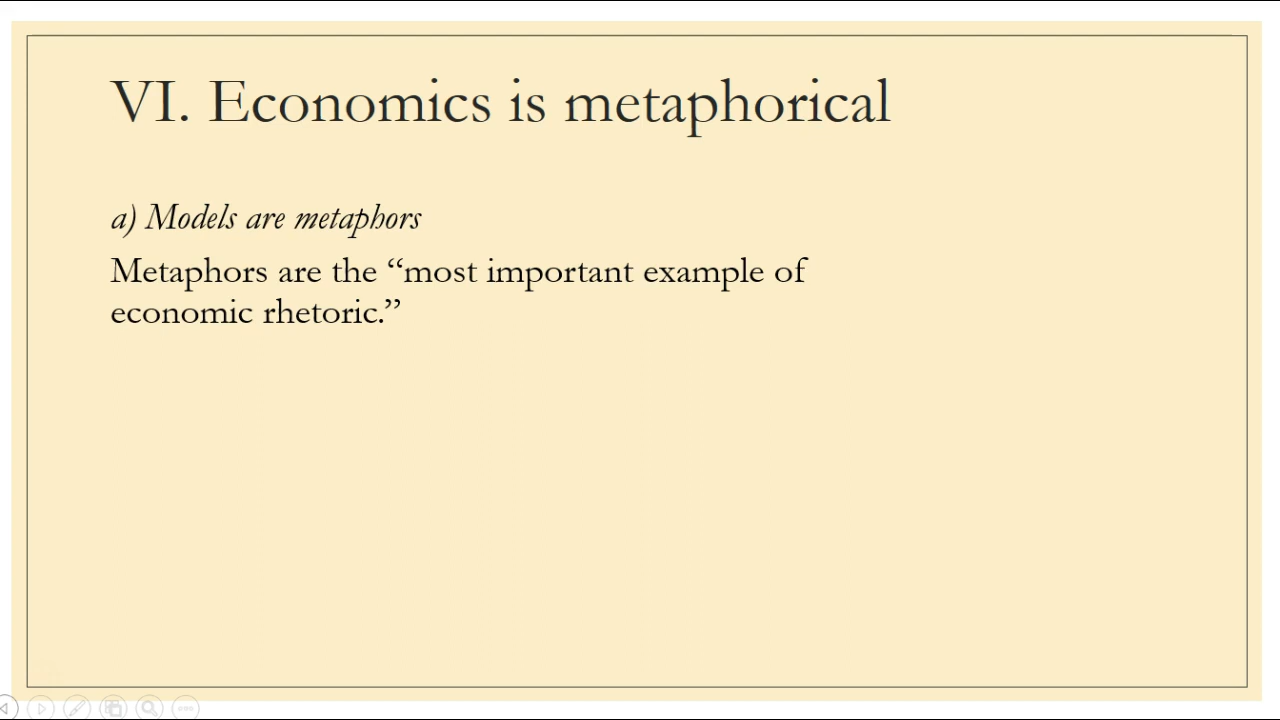 VI. Economics is metaphorical
a) Models are metaphors
Metaphors are the “most important example of
economic rhetoric.”